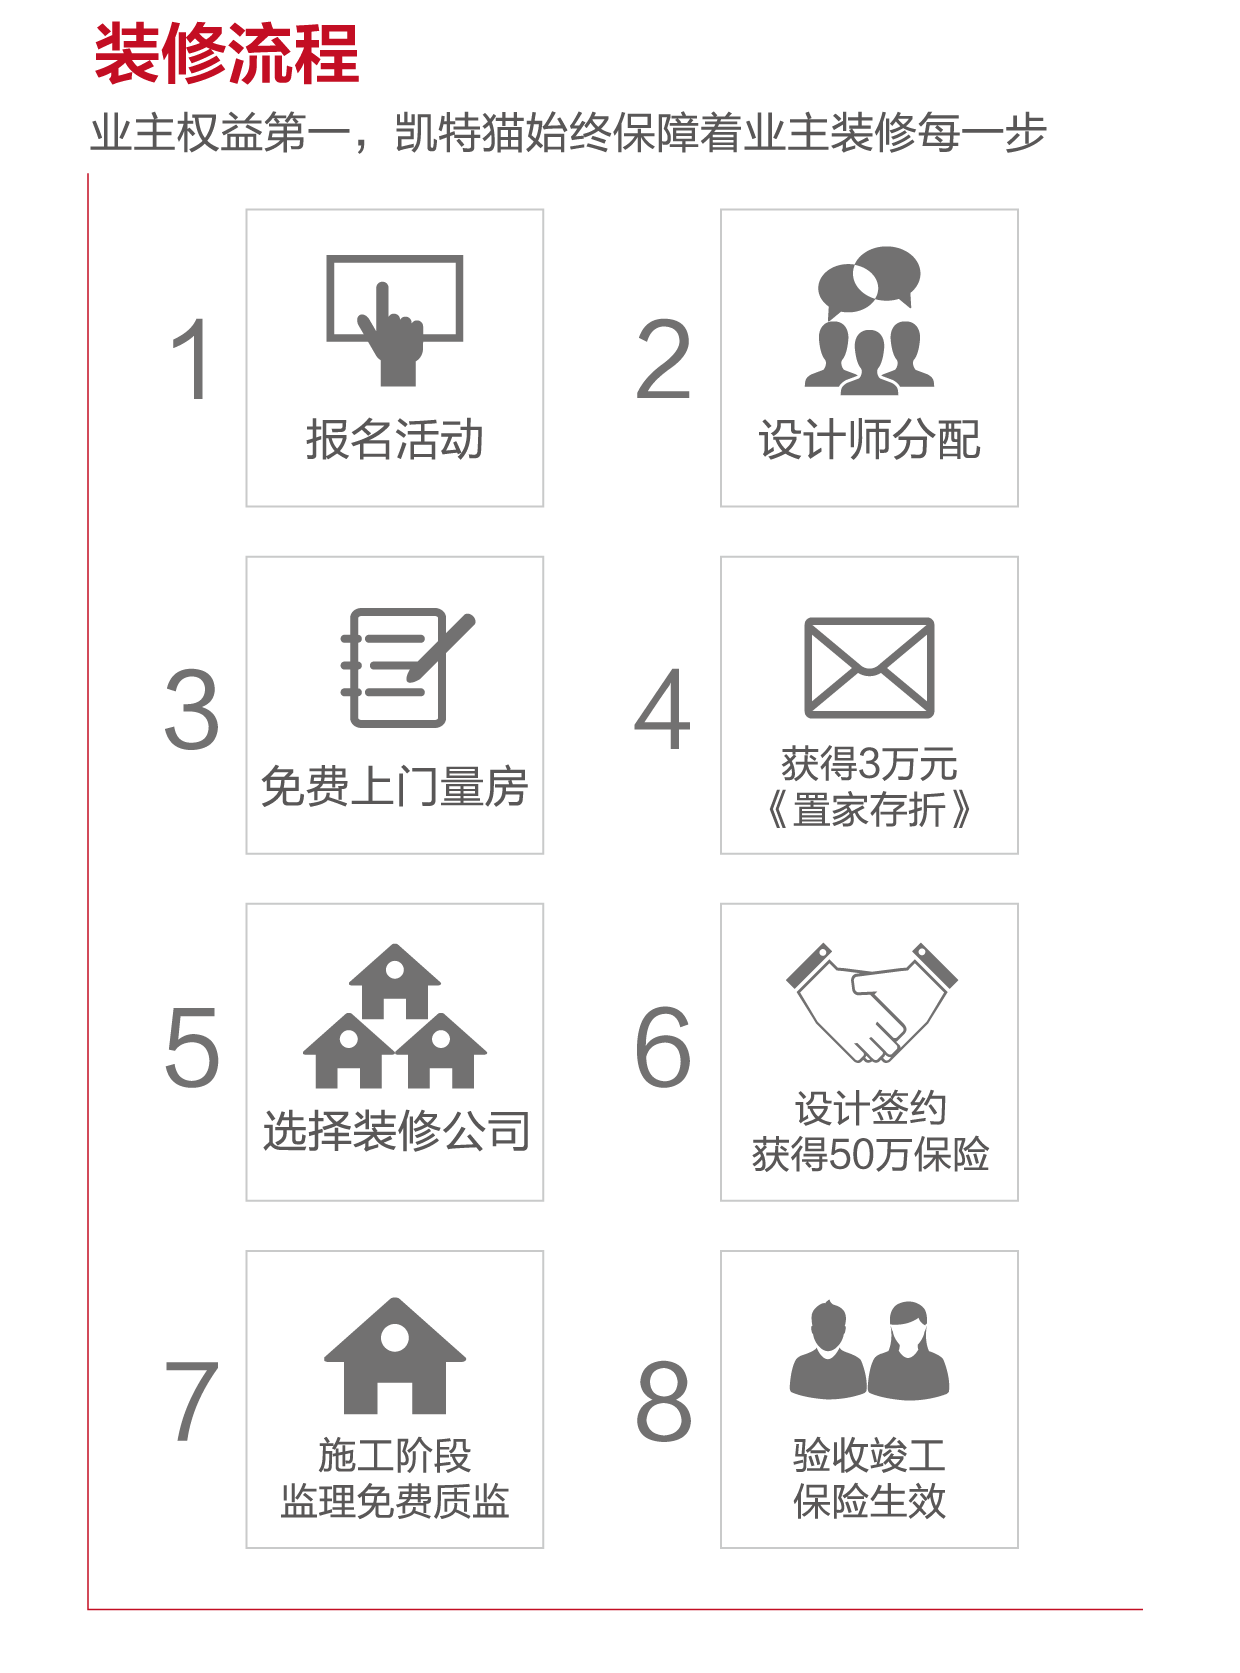 装修流程
业主权益第一，凯特猫始终保障着业主装修每一步
1
报名活动
2
设计师分配
3
免费上门量房
4
获得3万元
《置家存折》
5
选择装修公司
6
设计签约
获得50万保险
7
施工阶段
监理免费质监
8
验收竣工
保险生效